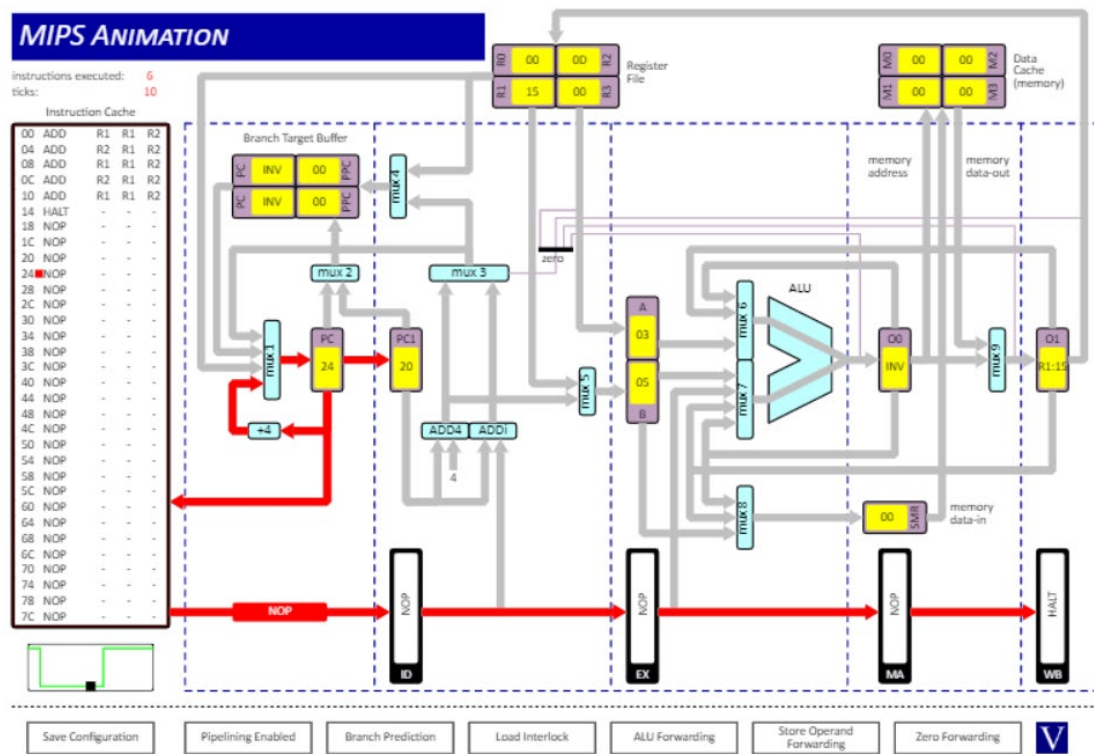 MIPS ANIMATION
instructions executed: 6
ticks: 10
Instruction Cache
00 ADD R1 R1 R2
04 ADD R2 R1 R2
08 ADD R1 R1 R2
0C ADD R2 R1 R2
10 ADD R1 R1 R2
14 HALT - - -
18 NOP - - -
1C NOP - - -
20 NOP - - -
24 NOP - - -
28 NOP - - -
2C NOP - - -
30 NOP - - -
34 NOP - - -
38 NOP - - -
3C NOP - - -
40 NOP - - -
44 NOP - - -
48 NOP - - -
4C NOP - - -
50 NOP - - -
54 NOP - - -
58 NOP - - -
5C NOP - - -
60 NOP - - -
64 NOP - - -
68 NOP - - -
6C NOP - - -
70 NOP - - -
74 NOP - - -
78 NOP - - -
7C NOP - - -
R0 00 0D R2
R1 15 00 R3
Register
File
M0 00 00 M2
M1 00 00 M3
Data
Cache
(memory)
Branch Target Buffer
PC INV 00 PPC
PC INV 00 PPC
mux 4
memory
address
memory
data-out
zero
mux 2
mux 3
ALU
mux 1
PC
24
PC1
20
mux 5
A
03
05
B
mux 6
mux 7
O0
INV
mux 9
O1
R1:15
+4
ADD4
ADDi
4
mux 8
00 SMR
memory
data-in
NOP
NOP
ID
NOP
EX
NOP
MA
HALT
WB
Save Configuration
Pipelining Enabled
Branch Prediction
Load Interlock
ALU Forwarding
Store Operand
Forwarding
Zero Forwarding
V